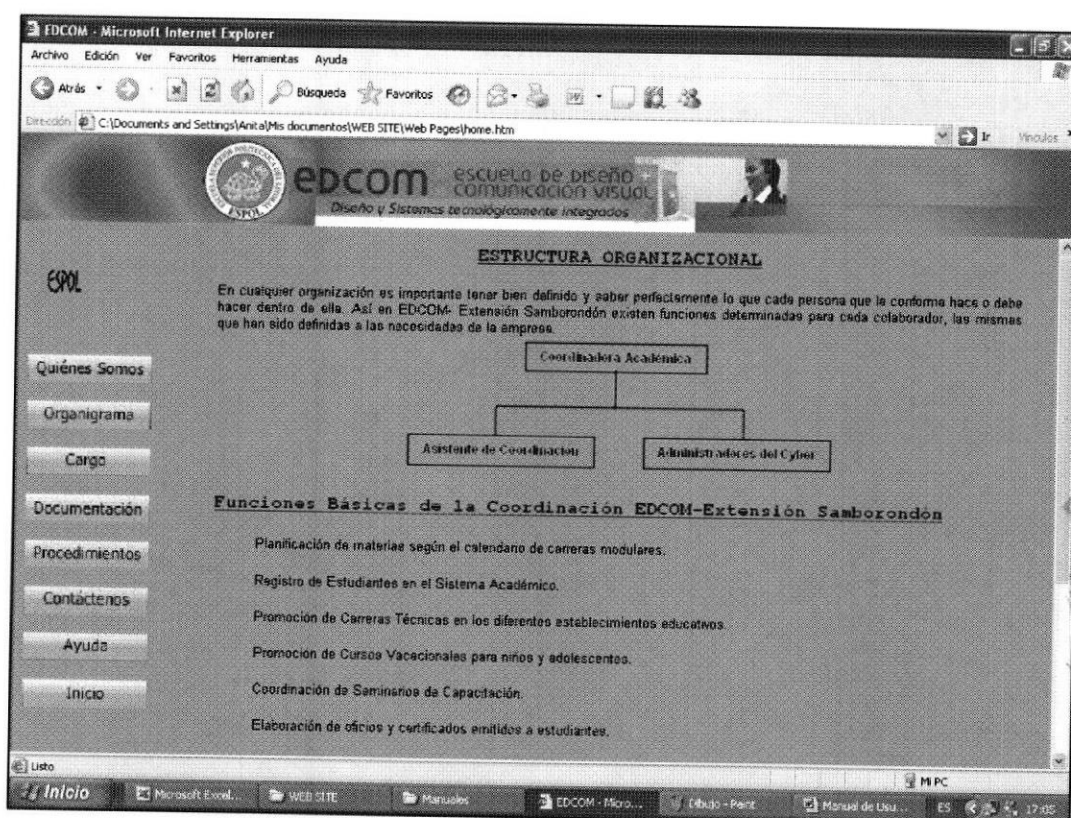 EDCOM - Microsoft Internet Explorer
Archivo Edición Ver Favoritos Herramientas Ayuda
Atrás Búsqueda Favoritos
Dirección C:\Documents and Settings\Anita\Mis documentos\WEB SITE\Web Pages\home.htm Ir Vínculos
ESCUELA SUPERIOR POLITECNICA DEL LITORAL
ESPOL
edcom
escuela de diseño
comunicación visual
Diseño y Sistemas tecnológicamente integrados
ESPOL
Quiénes Somos
Organigrama
Cargo
Documentación
Procedimientos
Contáctenos
Ayuda
Inicio
ESTRUCTURA ORGANIZACIONAL
En cualquier organización es importante tener bien definido y saber perfectamente lo que cada persona que la conforma hace o debe
hacer dentro de ella. Así en EDCOM- Extensión Samborondón existen funciones determinadas para cada colaborador, las mismas
que han sido definidas a las necesidades de la empresa.
Coordinadora Académica
Asistente de Coordinación
Administradores del Cyber
Funciones Básicas de la Coordinación EDCOM-Extensión Samborondón
Planificación de materias según el calendario de carreras modulares.
Registro de Estudiantes en el Sistema Académico.
Promoción de Carreras Técnicas en los diferentes establecimientos educativos.
Promoción de Cursos Vacacionales para niños y adolescentes.
Coordinación de Seminarios de Capacitación.
Elaboración de oficios y certificados emitidos a estudiantes.
Listo
Mi PC
Inicio Microsoft Excel... WEB SITE Manuales EDCOM - Micro... Dibujo - Paint Manual de Usu... ES 17:05